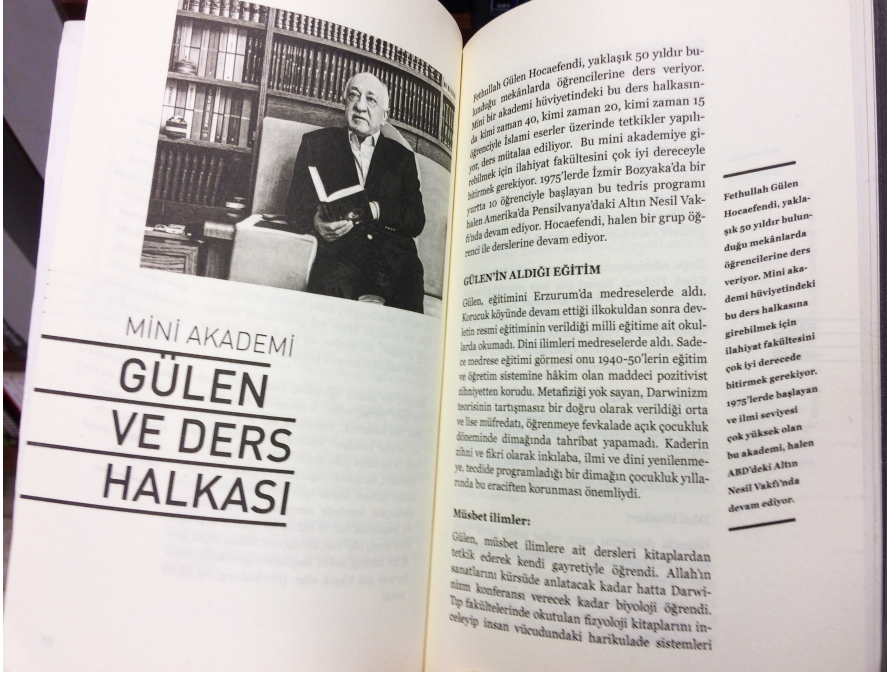 MİNİ AKADEMİ
GÜLEN
VE DERS
HALKASI
Fethullah Gülen Hocaefendi, yaklaşık 50 yıldır bu-
lunduğu mekânlarda öğrencilerine ders veriyor.
Mini bir akademi hüviyetindeki bu ders halkasın-
da kimi zaman 40, kimi zaman 20, kimi zaman 15
öğrenciyle İslami eserler üzerinde tetkikler yapılı-
yor, ders mütalaa ediliyor. Bu mini akademiye gi-
rebilmek için ilahiyat fakültesini çok iyi dereceyle
bitirmek gerekiyor. 1975'lerde İzmir Bozyaka'da bir
yurtta 10 öğrenciyle başlayan bu tedris programı
halen Amerika'da Pensilvanya'daki Altın Nesil Vak-
fı'nda devam ediyor. Hocaefendi, halen bir grup öğ-
renci ile derslerine devam ediyor.
GÜLEN'İN ALDIĞI EĞİTİM
Gülen, eğitimini Erzurum'da medreselerde aldı.
Korucuk köyünde devam ettiği ilkokuldan sonra dev-
letin resmi eğitiminin verildiği milli eğitime ait okul-
larda okumadı. Dini ilimleri medreselerde aldı. Sade-
ce medrese eğitimi görmesi onu 1940-50'lerin eğitim
ve öğretim sistemine hâkim olan maddeci pozitivist
zihniyetten korudu. Metafiziği yok sayan, Darwinizm
teorisinin tartışmasız bir doğru olarak verildiği orta
ve lise müfredatı, öğrenmeye fevkalade açık çocukluk
döneminde dimağında tahribat yapamadı. Kaderin
zihni ve fikri olarak inkılaba, ilmi ve dini yenilenme-
ye, tecdide programladığı bir dimağın çocukluk yılla-
rında bu eraciften korunması önemliydi.
Müsbet ilimler:
Gülen, müsbet ilimlere ait dersleri kitaplardan
tetkik ederek kendi gayretiyle öğrendi. Allah'ın
sanatlarını kürsüde anlatacak kadar hatta Darwi-
nizm konferansı verecek kadar biyoloji öğrendi.
Tıp fakültelerinde okutulan fizyoloji kitaplarını in-
celeyip insan vücudundaki harikulade sistemleri
Fethullah Gülen
Hocaefendi, yakla-
şık 50 yıldır bulun-
duğu mekânlarda
öğrencilerine ders
veriyor. Mini aka-
demi hüviyetindeki
bu ders halkasına
girebilmek için
ilahiyat fakültesini
çok iyi derecede
bitirmek gerekiyor.
1975'lerde başlayan
ve ilmi seviyesi
çok yüksek olan
bu akademi, halen
ABD'deki Altın
Nesil Vakfı'nda
devam ediyor.